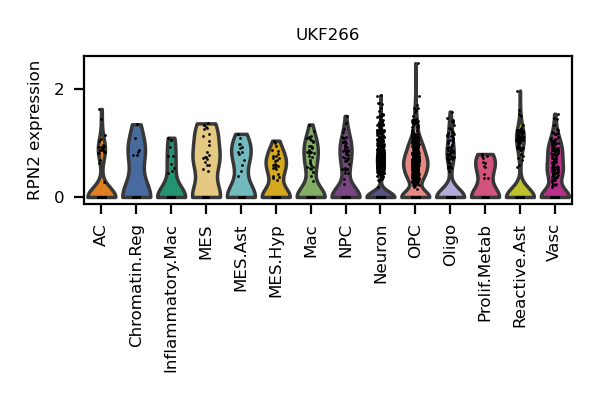 UKF266
RPN2 expression
2
0
AC
Chromatin.Reg
Inflammatory.Mac
MES
MES.Ast
MES.Hyp
Mac
NPC
Neuron
OPC
Oligo
Prolif.Metab
Reactive.Ast
Vasc